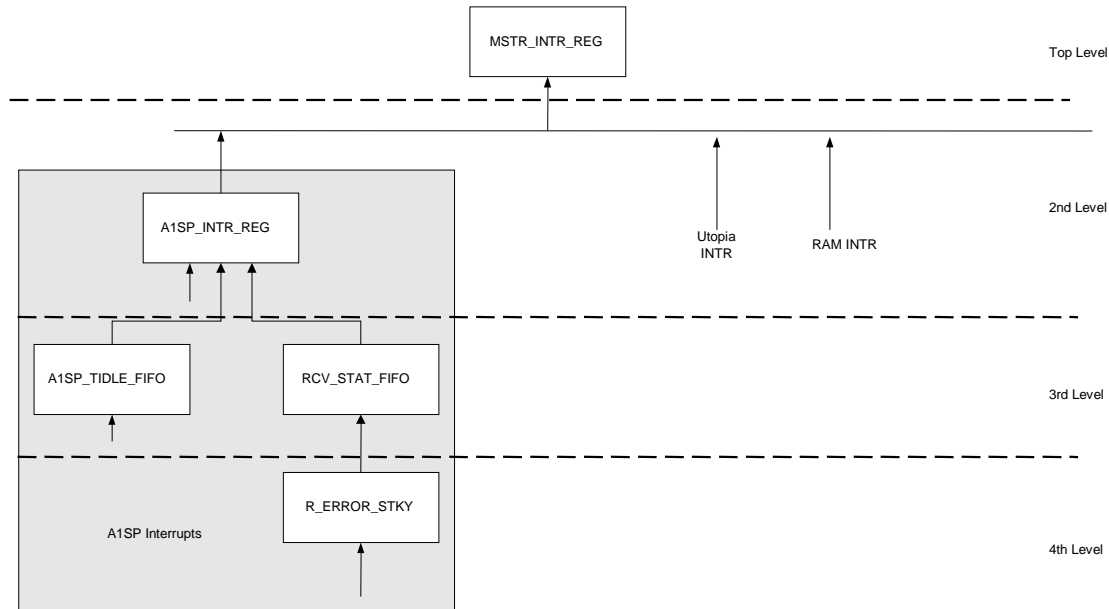 MSTR_INTR_REG
Top Level
A1SP_INTR_REG
2nd Level
Utopia
INTR
RAM INTR
A1SP_TIDLE_FIFO
RCV_STAT_FIFO
3rd Level
R_ERROR_STKY
A1SP Interrupts
4th Level